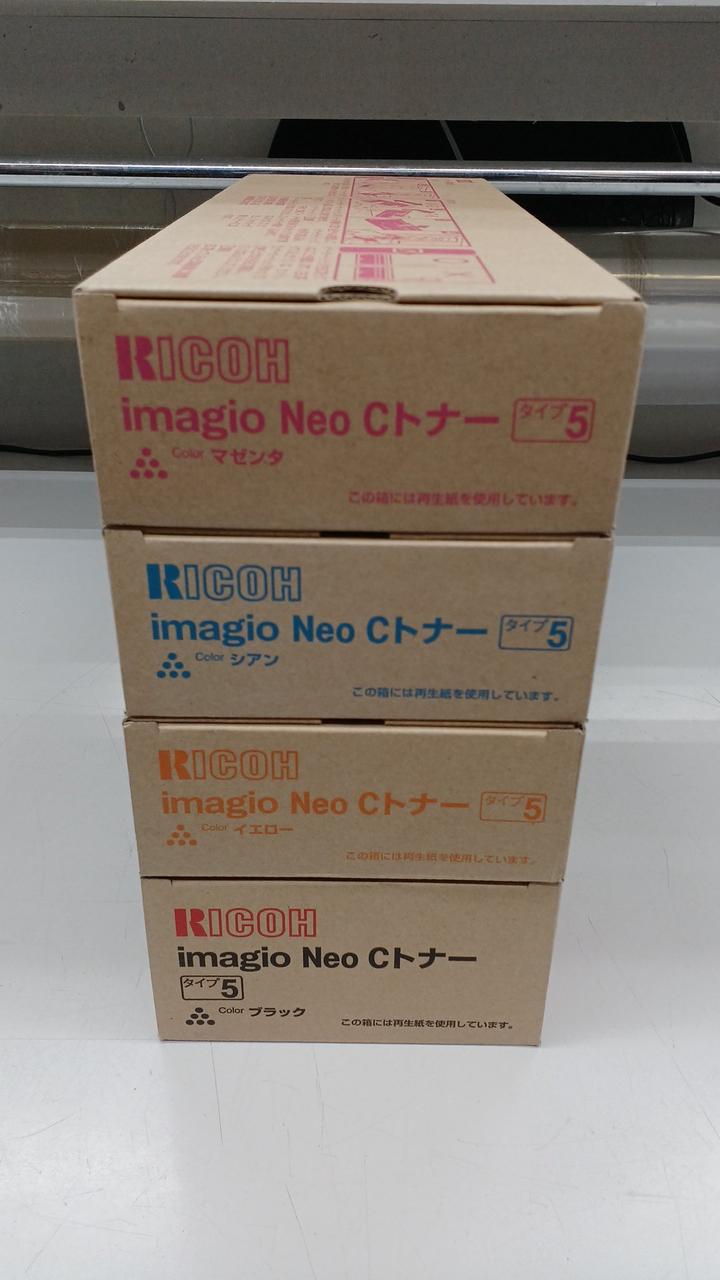 RICOH
imagio Neo Cトナー タイプ5
Color マゼンタ
この箱には再生紙を使用しています。
RICOH
imagio Neo Cトナー タイプ5
Color シアン
この箱には再生紙を使用しています。
RICOH
imagio Neo Cトナー タイプ5
Color イエロー
この箱には再生紙を使用しています。
RICOH
imagio Neo Cトナー
タイプ5
Color ブラック
この箱には再生紙を使用しています。